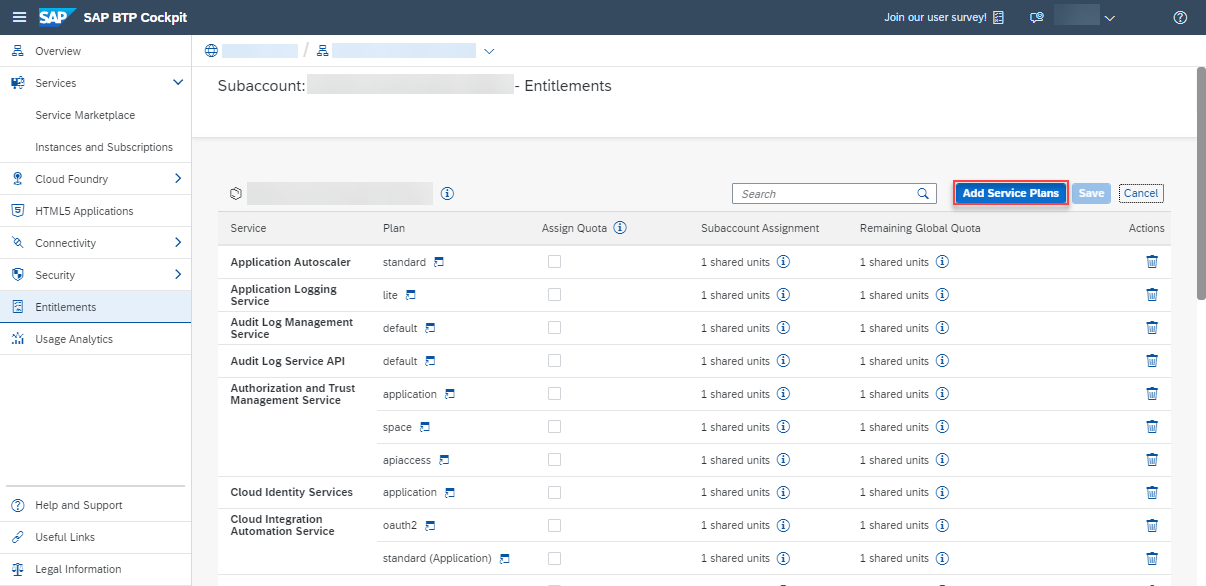 SAP SAP BTP Cockpit
Join our user survey!
Overview
Services
Service Marketplace
Instances and Subscriptions
Cloud Foundry
HTML5 Applications
Connectivity
Security
Entitlements
Usage Analytics
Help and Support
Useful Links
Legal Information
/
Subaccount: - Entitlements
Search
Add Service Plans
Save
Cancel
Service Plan Assign Quota Subaccount Assignment Remaining Global Quota Actions
Application Autoscaler standard 1 shared units 1 shared units
Application Logging
Service
lite 1 shared units 1 shared units
Audit Log Management
Service
default 1 shared units 1 shared units
Audit Log Service API default 1 shared units 1 shared units
Authorization and Trust
Management Service
application 1 shared units 1 shared units
space 1 shared units 1 shared units
apiaccess 1 shared units 1 shared units
Cloud Identity Services application 1 shared units 1 shared units
Cloud Integration
Automation Service
oauth2 1 shared units 1 shared units
standard (Application) 1 shared units 1 shared units